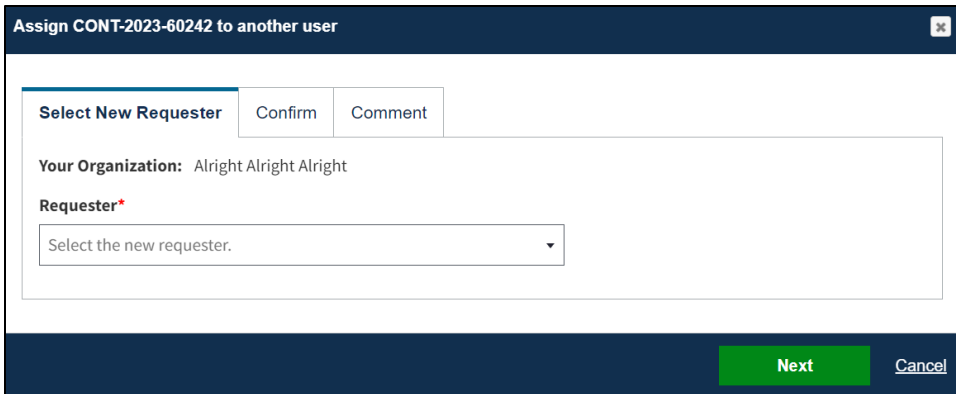 Assign CONT-2023-60242 to another user
Select New Requester Confirm Comment
Your Organization: Alright Alright Alright
Requester*
Select the new requester.
Next Cancel